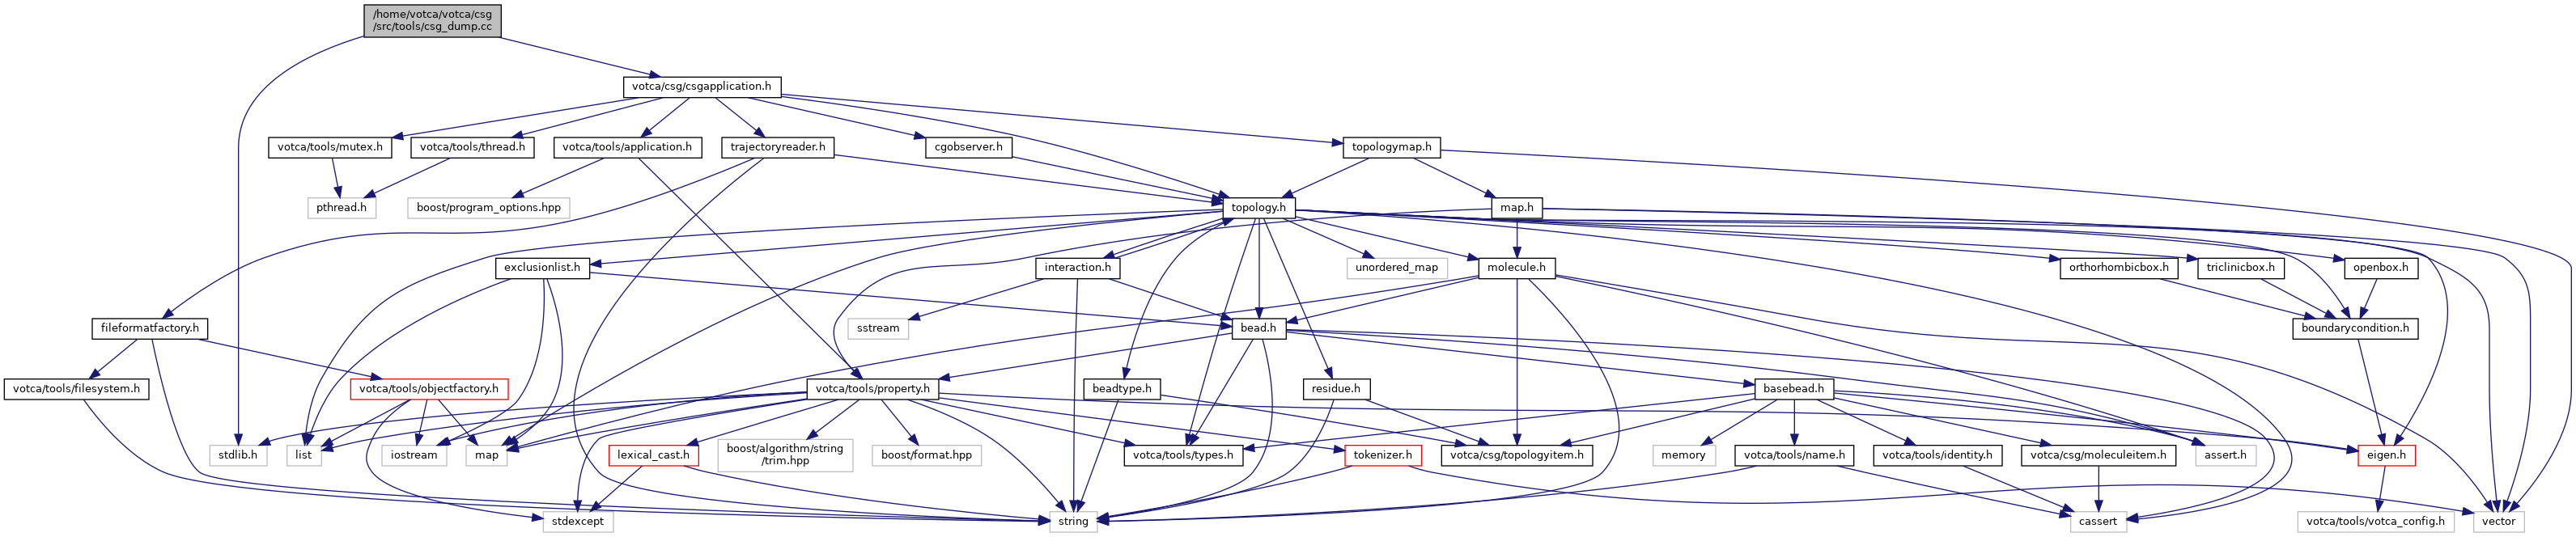 /home/votca/votca/csg
/src/tools/csg_dump.cc
votca/csg/csgapplication.h
votca/tools/mutex.h
votca/tools/thread.h
votca/tools/application.h
trajectoryreader.h
cgobserver.h
topologymap.h
pthread.h
boost/program_options.hpp
topology.h
map.h
exclusionlist.h
interaction.h
unordered_map
molecule.h
orthorhombicbox.h
triclinicbox.h
openbox.h
fileformatfactory.h
sstream
bead.h
boundarycondition.h
votca/tools/filesystem.h
votca/tools/objectfactory.h
votca/tools/property.h
beadtype.h
residue.h
basebead.h
stdlib.h
list
iostream
map
lexical_cast.h
boost/algorithm/string
/trim.hpp
boost/format.hpp
votca/tools/types.h
tokenizer.h
votca/csg/topologyitem.h
memory
votca/tools/name.h
votca/tools/identity.h
votca/csg/moleculeitem.h
assert.h
eigen.h
stdexcept
string
cassert
votca/tools/votca_config.h
vector